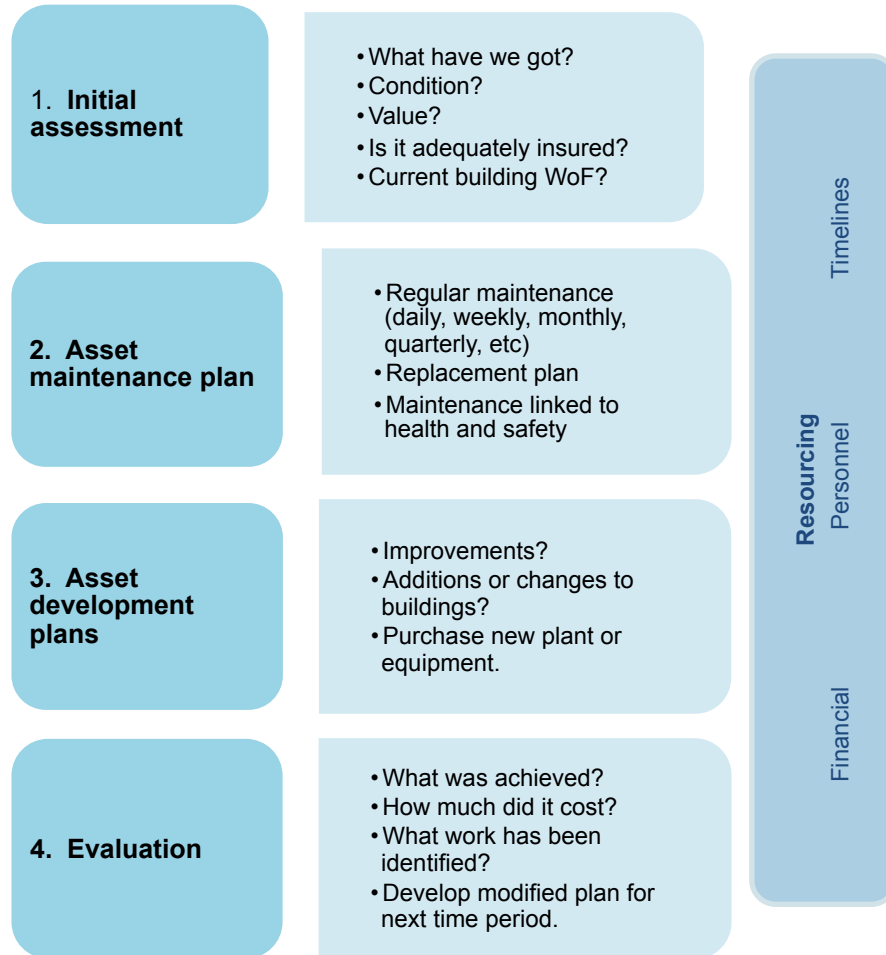 1. Initial
assessment
• What have we got?
• Condition?
• Value?
• Is it adequately insured?
• Current building WoF?
2. Asset
maintenance plan
• Regular maintenance
(daily, weekly, monthly,
quarterly, etc)
• Replacement plan
• Maintenance linked to
health and safety
3. Asset
development
plans
• Improvements?
• Additions or changes to
buildings?
• Purchase new plant or
equipment.
4. Evaluation
• What was achieved?
• How much did it cost?
• What work has been
identified?
• Develop modified plan for
next time period.
Resourcing
Financial
Personnel
Timelines